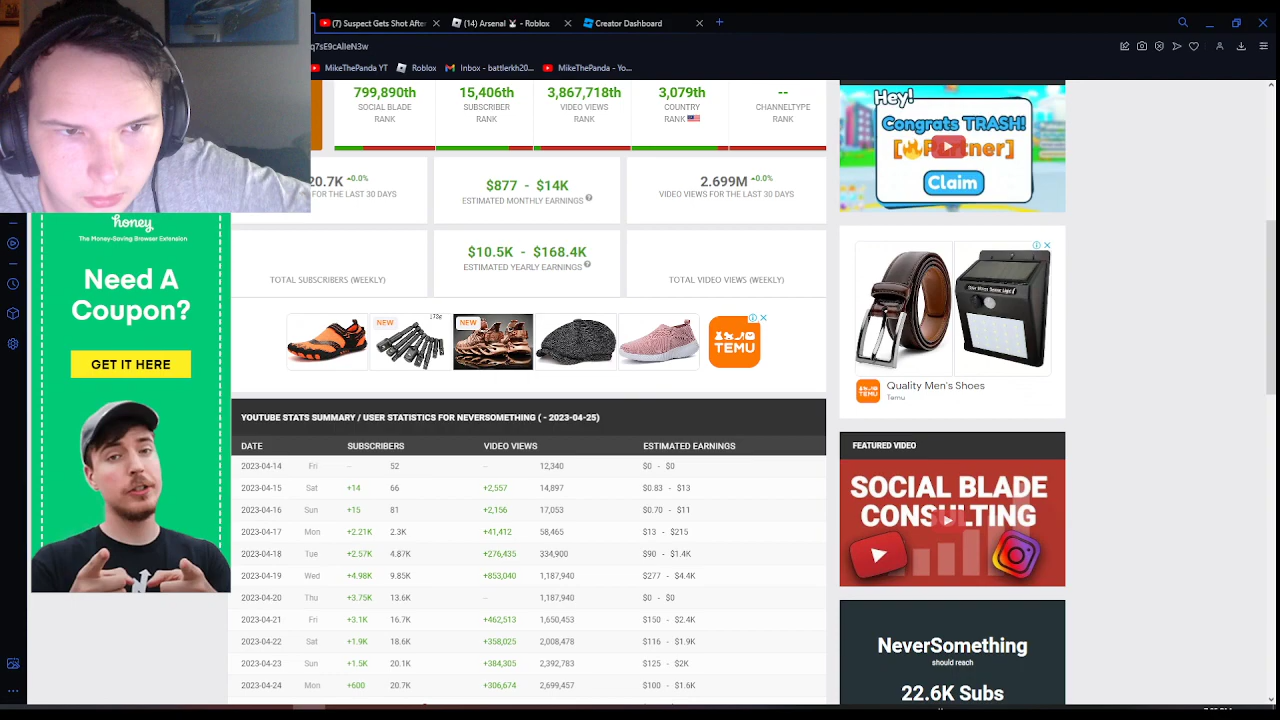 (7) Suspect Gets Shot After
(14) Arsenal - Roblox
Creator Dashboard
q7sE9cAlIeN3w
MikeThePanda YT
Roblox
Inbox - battlerkh20...
MikeThePanda - Yo...
799,890th
15,406th
3,867,718th
3,079th
--
SOCIAL BLADE
RANK
SUBSCRIBER
RANK
VIDEO VIEWS
RANK
COUNTRY
RANK
CHANNELTYPE
RANK
20.7K +0.0%
FOR THE LAST 30 DAYS
$877 - $14K
ESTIMATED MONTHLY EARNINGS
2.699M +0.0%
VIDEO VIEWS FOR THE LAST 30 DAYS
TOTAL SUBSCRIBERS (WEEKLY)
$10.5K - $168.4K
ESTIMATED YEARLY EARNINGS
TOTAL VIDEO VIEWS (WEEKLY)
honey
The Money-Saving Browser Extension
Need A
Coupon?
GET IT HERE
NEW
NEW
TEMU
YOUTUBE STATS SUMMARY / USER STATISTICS FOR NEVERSOMETHING ( - 2023-04-25)
DATE SUBSCRIBERS VIDEO VIEWS ESTIMATED EARNINGS
2023-04-14 Fri -- 52 -- 12,340 $0 - $0
2023-04-15 Sat +14 66 +2,557 14,897 $0.83 - $13
2023-04-16 Sun +15 81 +2,156 17,053 $0.70 - $11
2023-04-17 Mon +2.21K 2.3K +41,412 58,465 $13 - $215
2023-04-18 Tue +2.57K 4.87K +276,435 334,900 $90 - $1.4K
2023-04-19 Wed +4.98K 9.85K +853,040 1,187,940 $277 - $4.4K
2023-04-20 Thu +3.75K 13.6K -- 1,187,940 $0 - $0
2023-04-21 Fri +3.1K 16.7K +462,513 1,650,453 $150 - $2.4K
2023-04-22 Sat +1.9K 18.6K +358,025 2,008,478 $116 - $1.9K
2023-04-23 Sun +1.5K 20.1K +384,305 2,392,783 $125 - $2K
2023-04-24 Mon +600 20.7K +306,674 2,699,457 $100 - $1.6K
Hey!
Congrats TRASH!
[Partner]
Claim
Quality Men's Shoes
Temu
TEMU
FEATURED VIDEO
SOCIAL BLADE
CONSULTING
NeverSomething
should reach
22.6K Subs